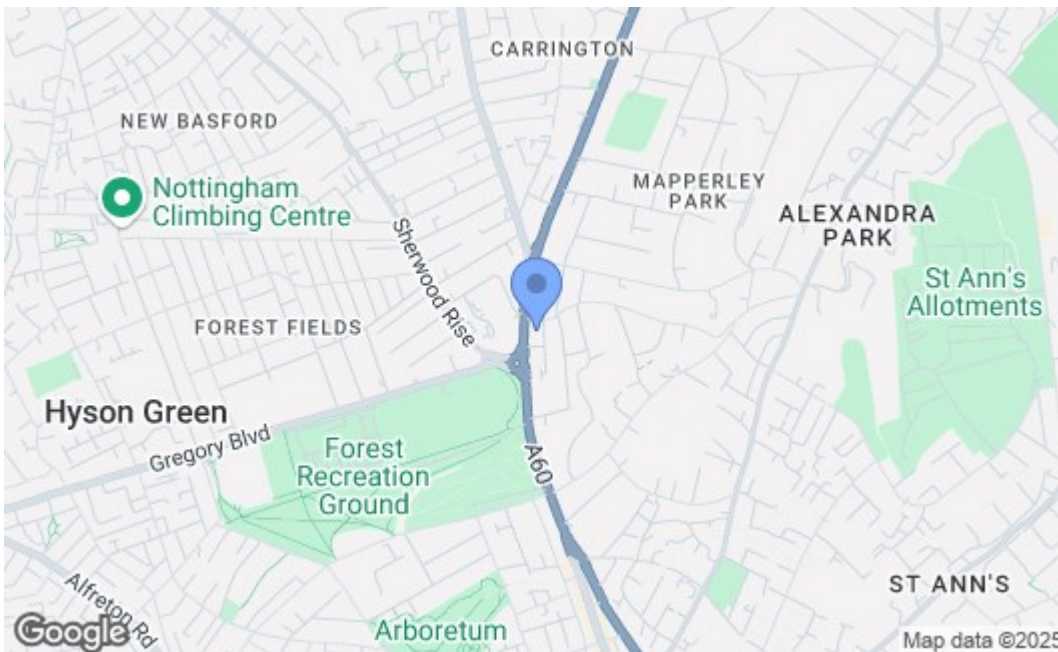 CARRINGTON
NEW BASFORD
Nottingham
Climbing Centre
MAPPERLEY
PARK
ALEXANDRA
PARK
Sherwood Rise
St Ann's
Allotments
FOREST FIELDS
Hyson Green
Gregory Blvd
Forest
Recreation
Ground
A60
Alfreton Rd
ST ANN'S
Arboretum
Google
Map data ©2025